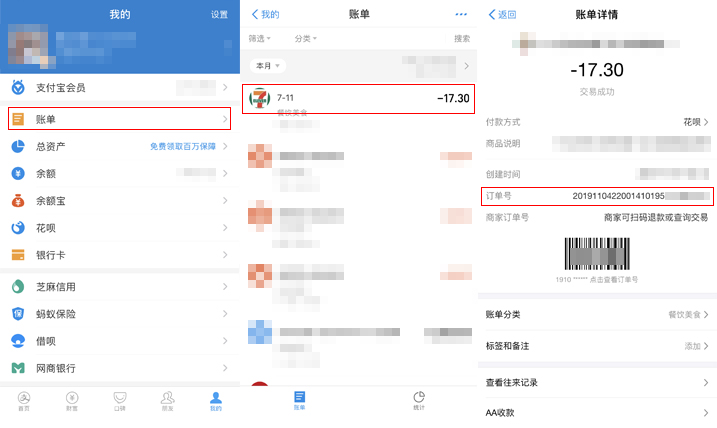 我的
设置
支付宝会员
账单
总资产
免费领取百万保障
余额
余额宝
花呗
银行卡
芝麻信用
蚂蚁保险
借呗
网商银行
首页
财富
口碑
朋友
我的
我的
账单
筛选
分类
搜索
本月
7-11
-17.30
餐饮美食
账单
统计
返回
账单详情
-17.30
交易成功
付款方式
花呗
商品说明
创建时间
订单号
2019110422001410195
商家订单号
商家可扫码退款或查询交易
1910 ****** 点击查看订单号
账单分类
餐饮美食
标签和备注
添加
查看往来记录
AA收款